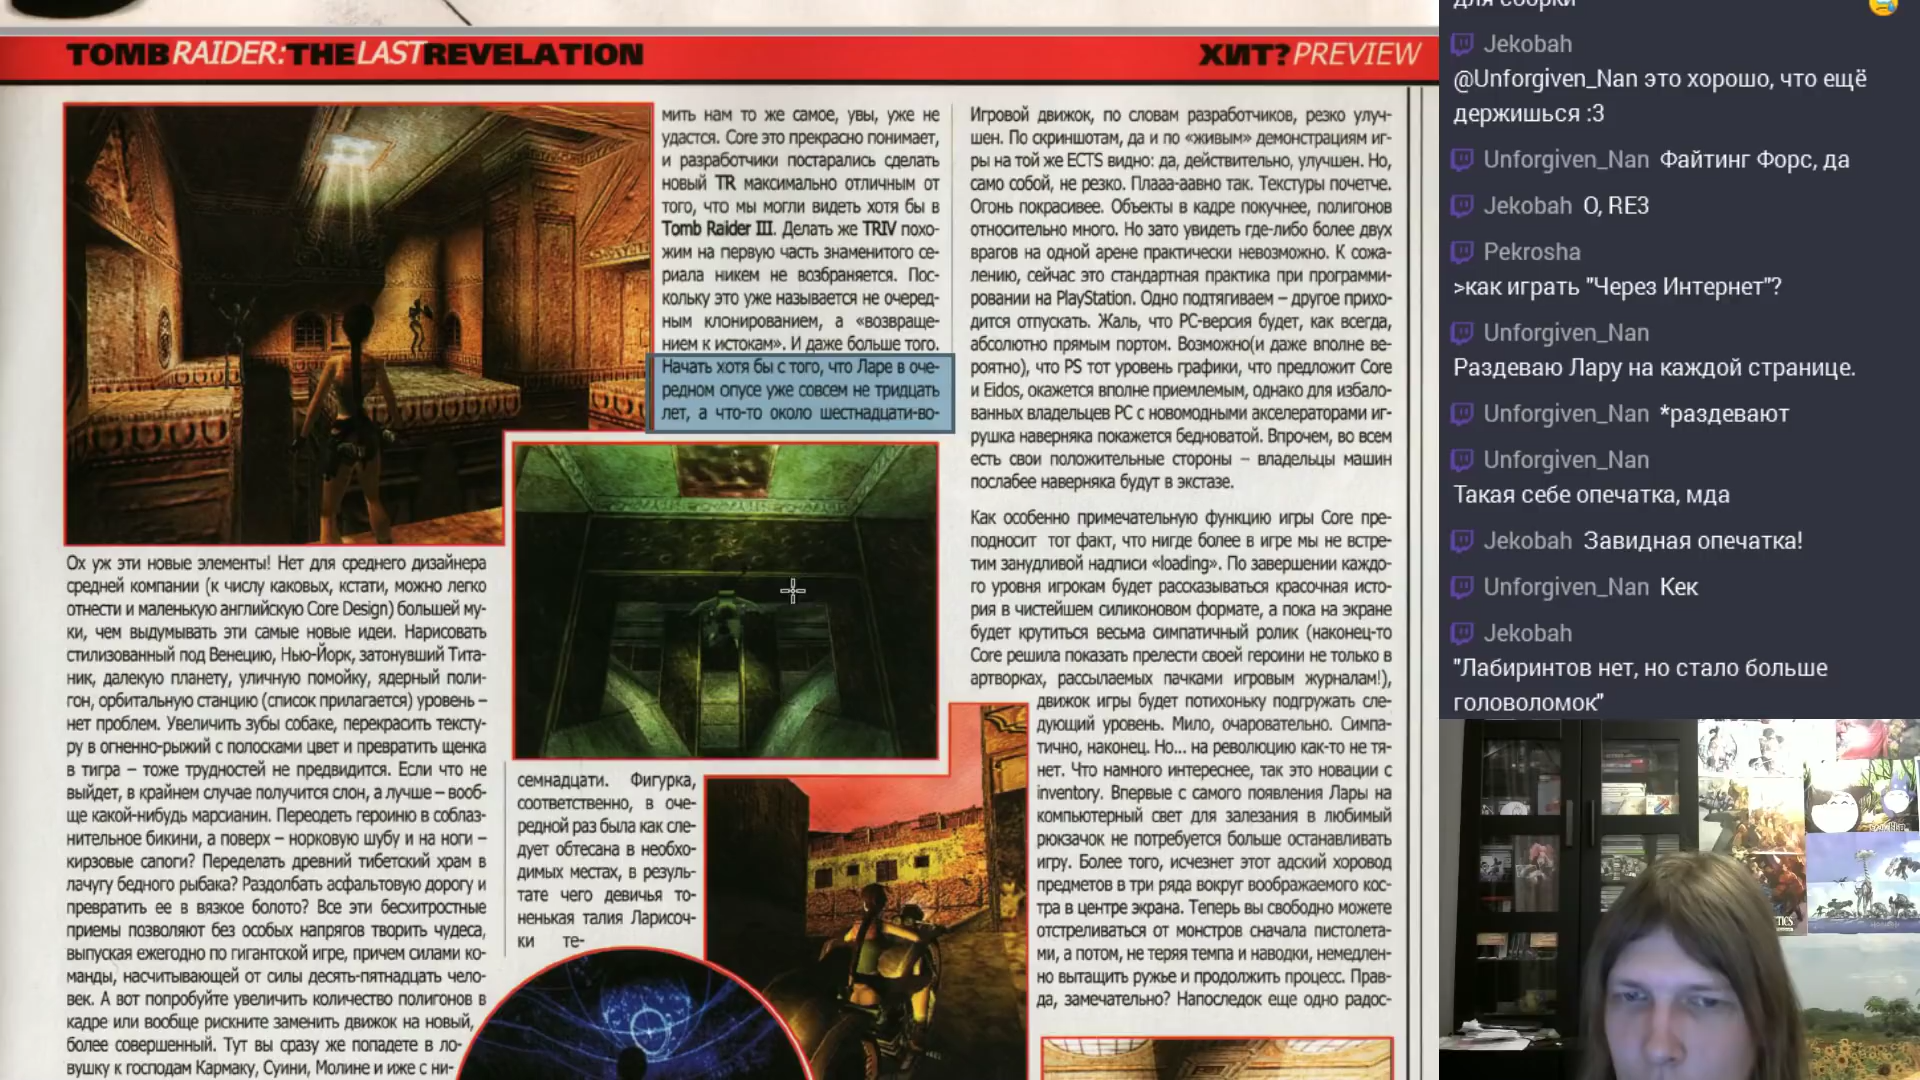 TOMB RAIDER: THE LAST REVELATION
ХИТ? PREVIEW
мить нам то же самое, увы, уже не
удастся. Core это прекрасно понимает,
и разработчики постарались сделать
новый TR максимально отличным от
того, что мы могли видеть хотя бы в
Tomb Raider III. Делать же TRIV похо-
жим на первую часть знаменитого се-
риала никем не возбраняется. Пос-
кольку это уже называется не очеред-
ным клонированием, а «возвраще-
нием к истокам». И даже больше того.
Начать хотя бы с того, что Ларе в оче-
редном опусе уже совсем не тридцать
лет, а что-то около шестнадцати-во-
Ох уж эти новые элементы! Нет для среднего дизайнера
средней компании (к числу каковых, кстати, можно легко
отнести и маленькую английскую Core Design) большей му-
ки, чем выдумывать эти самые новые идеи. Нарисовать
стилизованный под Венецию, Нью-Йорк, затонувший Тита-
ник, далекую планету, уличную помойку, ядерный поли-
гон, орбитальную станцию (список прилагается) уровень –
нет проблем. Увеличить зубы собаке, перекрасить тексту-
ру в огненно-рыжий с полосками цвет и превратить щенка
в тигра – тоже трудностей не предвидится. Если что не
выйдет, в крайнем случае получится слон, а лучше – вооб-
ще какой-нибудь марсианин. Переодеть героиню в соблаз-
нительное бикини, а поверх – норковую шубу и на ноги –
кирзовые сапоги? Переделать древний тибетский храм в
лачугу бедного рыбака? Раздолбать асфальтовую дорогу и
превратить ее в вязкое болото? Все эти бесхитростные
приемы позволяют без особых напрягов творить чудеса,
выпуская ежегодно по гигантской игре, причем силами ко-
манды, насчитывающей от силы десять-пятнадцать чело-
век. А вот попробуйте увеличить количество полигонов в
кадре или вообще рискните заменить движок на новый,
более совершенный. Тут вы сразу же попадете в ло-
вушку к господам Кармаку, Суини, Молине и иже с ни-
семнадцати. Фигурка,
соответственно, в оче-
редной раз была как сле-
дует обтесана в необхо-
димых местах, в резуль-
тате чего девичья то-
ненькая талия Ларисоч-
ки те-
Игровой движок, по словам разработчиков, резко улуч-
шен. По скриншотам, да и по «живым» демонстрациям иг-
ры на той же ECTS видно: да, действительно, улучшен. Но,
само собой, не резко. Плааа-аавно так. Текстуры почетче.
Огонь покрасивее. Объекты в кадре покучнее, полигонов
относительно много. Но зато увидеть где-либо более двух
врагов на одной арене практически невозможно. К сожа-
лению, сейчас это стандартная практика при программи-
ровании на PlayStation. Одно подтягиваем – другое прихо-
дится отпускать. Жаль, что PC-версия будет, как всегда,
абсолютно прямым портом. Возможно(и даже вполне ве-
роятно), что PS тот уровень графики, что предложит Core
и Eidos, окажется вполне приемлемым, однако для избало-
ванных владельцев PC с новомодными акселераторами иг-
рушка наверняка покажется бедноватой. Впрочем, во всем
есть свои положительные стороны – владельцы машин
послабее наверняка будут в экстазе.
Как особенно примечательную функцию игры Core пре-
подносит тот факт, что нигде более в игре мы не встре-
тим занудливой надписи «loading». По завершении каждо-
го уровня игрокам будет рассказываться красочная исто-
рия в чистейшем силиконовом формате, а пока на экране
будет крутиться весьма симпатичный ролик (наконец-то
Core решила показать прелести своей героини не только в
артворках, рассылаемых пачками игровым журналам!),
движок игры будет потихоньку подгружать сле-
дующий уровень. Мило, очаровательно. Симпа-
тично, наконец. Но... на революцию как-то не тя-
нет. Что намного интереснее, так это новации с
inventory. Впервые с самого появления Лары на
компьютерный свет для залезания в любимый
рюкзачок не потребуется больше останавливать
игру. Более того, исчезнет этот адский хоровод
предметов в три ряда вокруг воображаемого кос-
тра в центре экрана. Теперь вы свободно можете
отстреливаться от монстров сначала пистолета-
ми, а потом, не теряя темпа и наводки, немедлен-
но вытащить ружье и продолжить процесс. Прав-
да, замечательно? Напоследок еще одно радос-
для сборки
Jekobah
@Unforgiven_Nan это хорошо, что ещё
держишься :3
Unforgiven_Nan Файтинг Форс, да
Jekobah О, RE3
Pekrosha
>как играть "Через Интернет"?
Unforgiven_Nan
Раздеваю Лару на каждой странице.
Unforgiven_Nan *раздевают
Unforgiven_Nan
Такая себе опечатка, мда
Jekobah Завидная опечатка!
Unforgiven_Nan Кек
Jekobah
"Лабиринтов нет, но стало больше
головоломок"